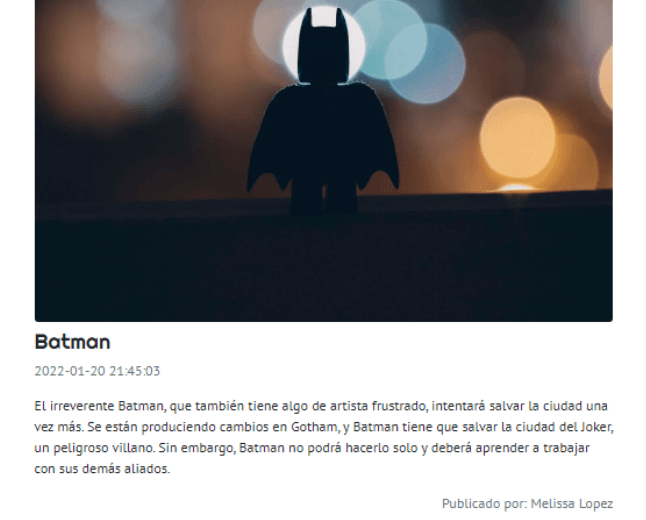 Batman
2022-01-20 21:45:03
El irreverente Batman, que también tiene algo de artista frustrado, intentará salvar la ciudad una
vez más. Se están produciendo cambios en Gotham, y Batman tiene que salvar la ciudad del Joker,
un peligroso villano. Sin embargo, Batman no podrá hacerlo solo y deberá aprender a trabajar
con sus demás aliados.
Publicado por: Melissa Lopez